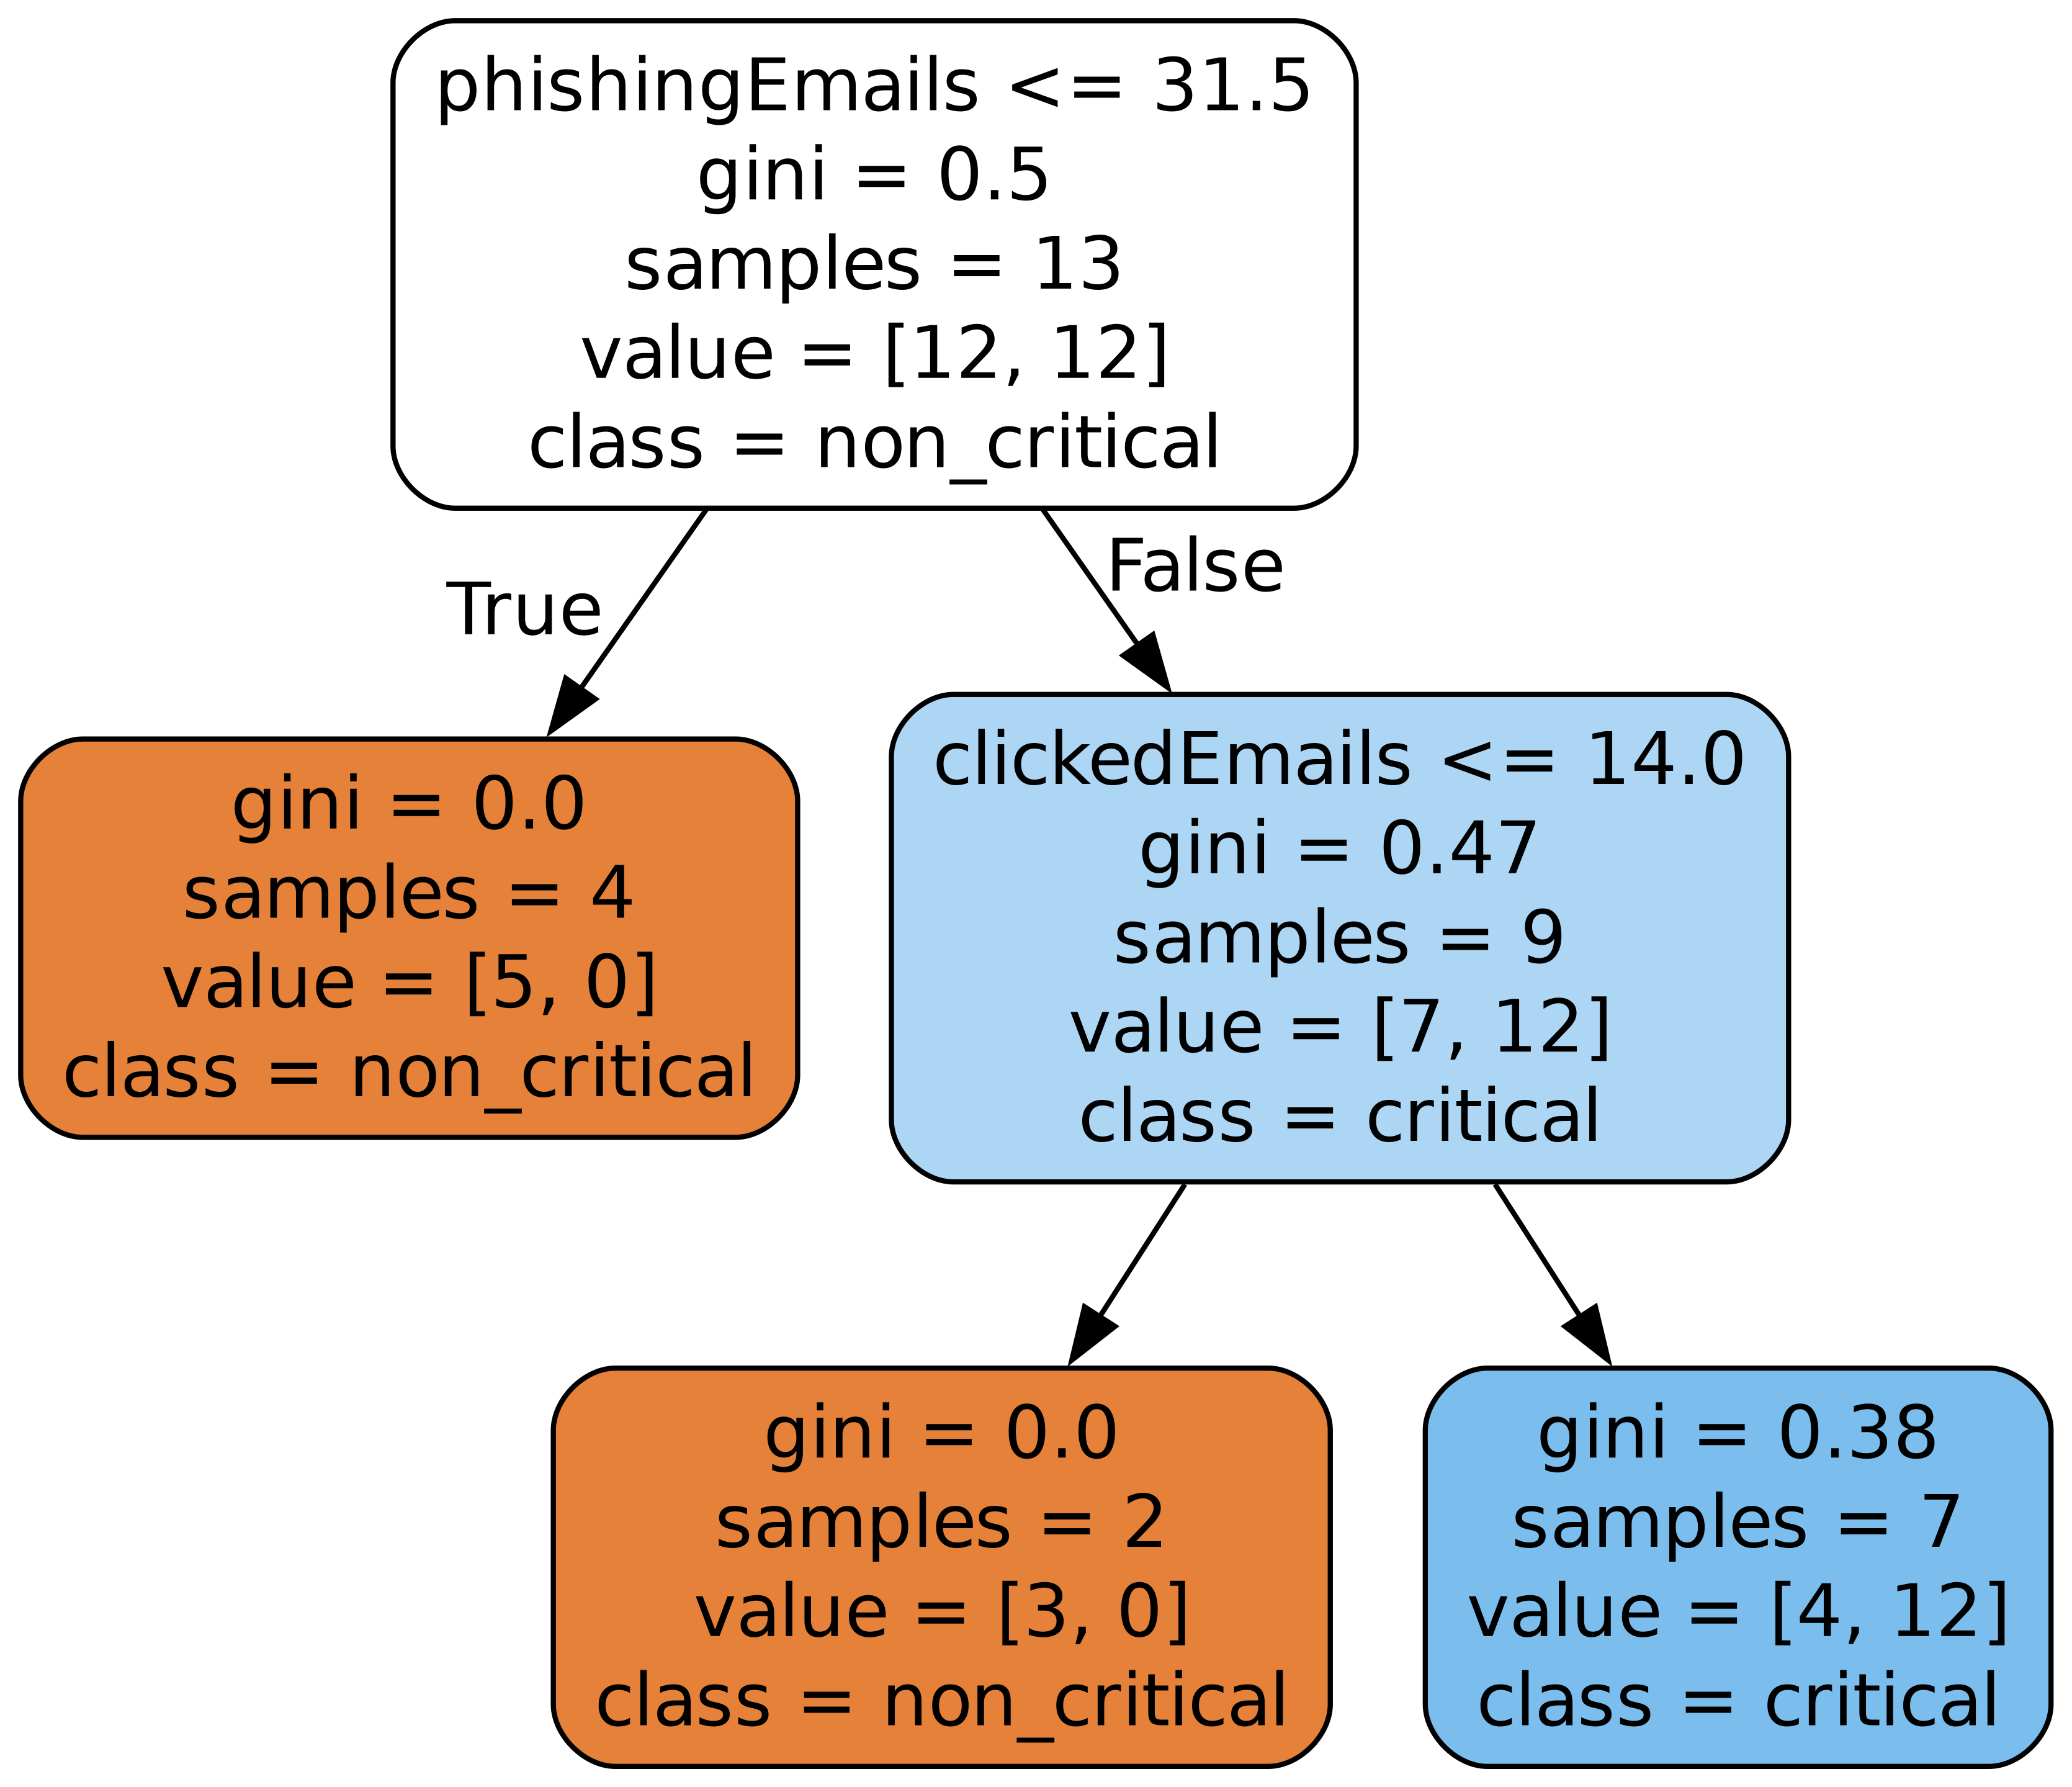 phishingEmails <= 31.5
gini = 0.5
samples = 13
value = [12, 12]
class = non_critical
True
False
gini = 0.0
samples = 4
value = [5, 0]
class = non_critical
clickedEmails <= 14.0
gini = 0.47
samples = 9
value = [7, 12]
class = critical
gini = 0.0
samples = 2
value = [3, 0]
class = non_critical
gini = 0.38
samples = 7
value = [4, 12]
class = critical